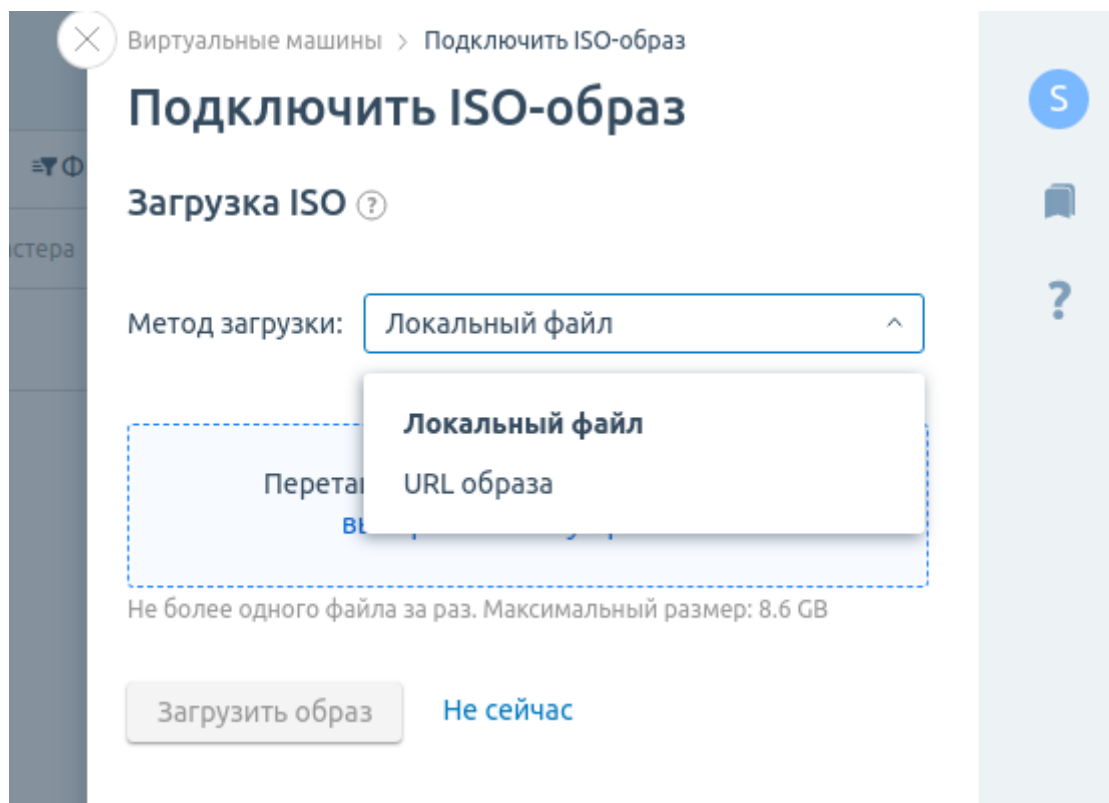 Виртуальные машины > Подключить ISO-образ
Подключить ISO-образ
S
Загрузка ISO ?
?
Метод загрузки: Локальный файл
Локальный файл
URL образа
Не более одного файла за раз. Максимальный размер: 8.6 GB
Загрузить образ Не сейчас